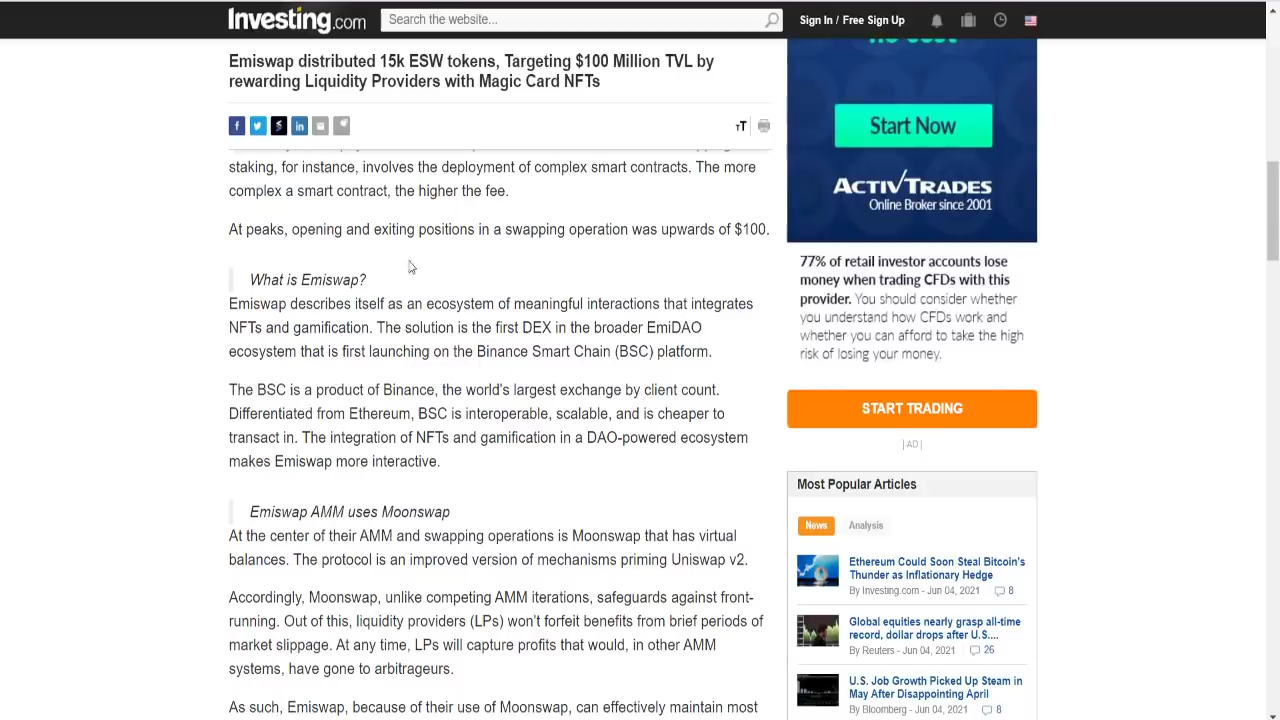 Investing.com
Search the website...
Sign In / Free Sign Up
Emiswap distributed 15k ESW tokens, Targeting $100 Million TVL by
rewarding Liquidity Providers with Magic Card NFTs
staking, for instance, involves the deployment of complex smart contracts. The more
complex a smart contract, the higher the fee.
At peaks, opening and exiting positions in a swapping operation was upwards of $100.
What is Emiswap?
Emiswap describes itself as an ecosystem of meaningful interactions that integrates
NFTs and gamification. The solution is the first DEX in the broader EmiDAO
ecosystem that is first launching on the Binance Smart Chain (BSC) platform.
The BSC is a product of Binance, the world's largest exchange by client count.
Differentiated from Ethereum, BSC is interoperable, scalable, and is cheaper to
transact in. The integration of NFTs and gamification in a DAO-powered ecosystem
makes Emiswap more interactive.
Emiswap AMM uses Moonswap
At the center of their AMM and swapping operations is Moonswap that has virtual
balances. The protocol is an improved version of mechanisms priming Uniswap v2.
Accordingly, Moonswap, unlike competing AMM iterations, safeguards against front-
running. Out of this, liquidity providers (LPs) won't forfeit benefits from brief periods of
market slippage. At any time, LPs will capture profits that would, in other AMM
systems, have gone to arbitrageurs.
As such, Emiswap, because of their use of Moonswap, can effectively maintain most
Start Now
ACTIVTRADES
Online Broker since 2001
77% of retail investor accounts lose
money when trading CFDs with this
provider. You should consider whether
you understand how CFDs work and
whether you can afford to take the high
risk of losing your money.
START TRADING
| AD |
Most Popular Articles
News
Analysis
Ethereum Could Soon Steal Bitcoin's
Thunder as Inflationary Hedge
By Investing.com - Jun 04, 2021 8
Global equities nearly grasp all-time
record, dollar drops after U.S....
By Reuters - Jun 04, 2021 26
U.S. Job Growth Picked Up Steam in
May After Disappointing April
By Bloomberg - Jun 04, 2021 8